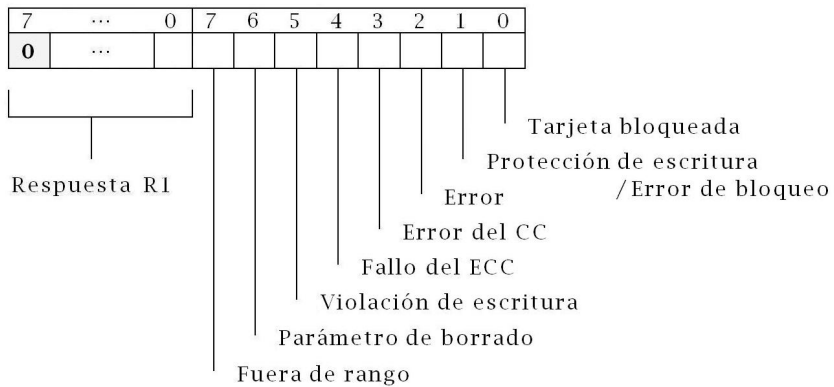 7 ... 0 7 6 5 4 3 2 1 0
0 ...
Tarjeta bloqueada
Protección de escritura
/Error de bloqueo
Respuesta R1
Error
Error del CC
Fallo del ECC
Violación de escritura
Parámetro de borrado
Fuera de rango